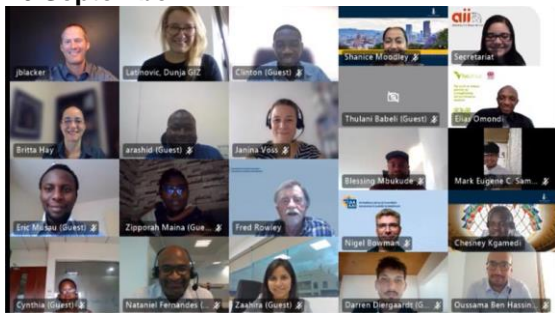 jblacker
Latinovic, Dunja GIZ
Clinton (Guest)
Shanice Moodley
Secretariat
Britta Hay
arashid (Guest)
Janina Voss
Thulani Babeli (Guest)
Elias Omondi
Blessing Mbukude
Mark Eugene C. Sam...
Eric Masau (Guest)
Zipporah Maina (Gue...
Fred Rowley
Nigel Bowman
Chesney Kgamedi
Cynthia (Guest)
Nataniel Fernandes (...
Zaahira (Guest)
Darren Diergaardt (G...
Oussama Ben Hassin...